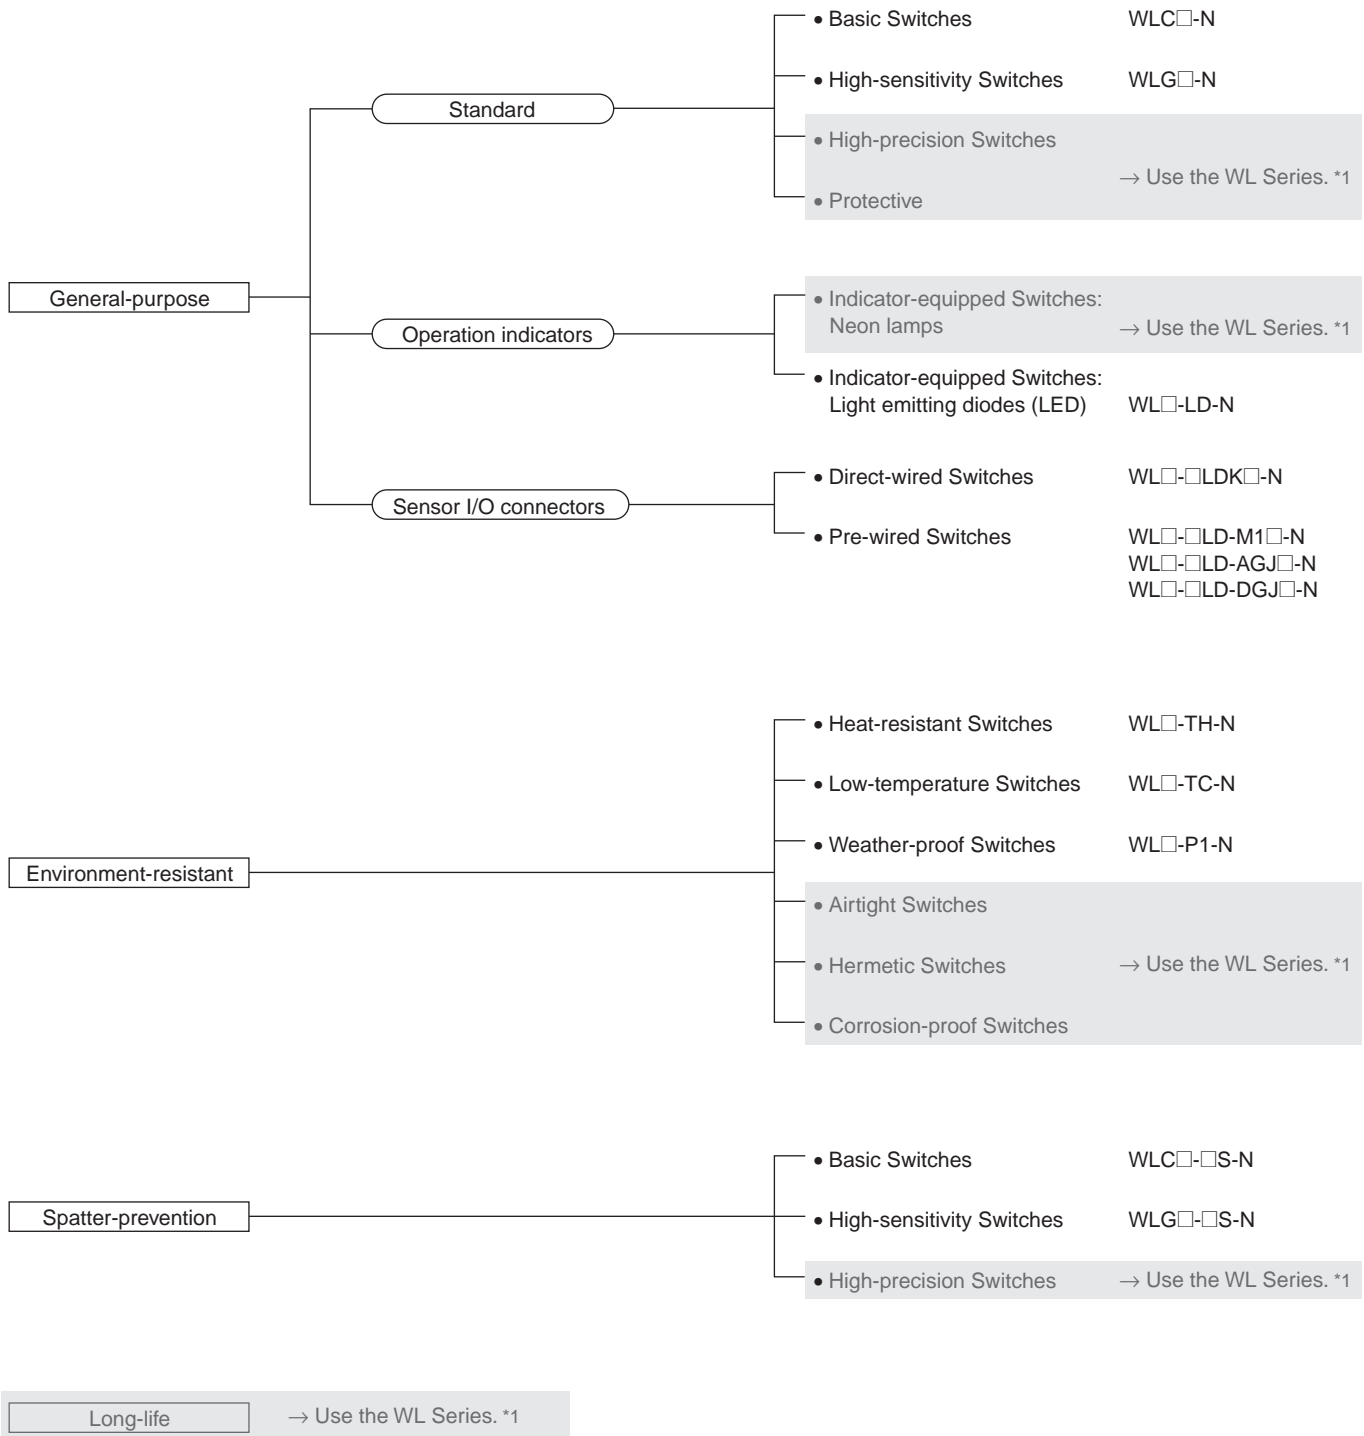 • Basic Switches WLC□-N
• High-sensitivity Switches WLG□-N
Standard
• High-precision Switches
→ Use the WL Series. *1
• Protective
General-purpose
• Indicator-equipped Switches:
Neon lamps → Use the WL Series. *1
Operation indicators
• Indicator-equipped Switches:
Light emitting diodes (LED) WL□-LD-N
• Direct-wired Switches WL□-□LDK□-N
Sensor I/O connectors
• Pre-wired Switches WL□-□LD-M1□-N
WL□-□LD-AGJ□-N
WL□-□LD-DGJ□-N
• Heat-resistant Switches WL□-TH-N
• Low-temperature Switches WL□-TC-N
• Weather-proof Switches WL□-P1-N
Environment-resistant
• Airtight Switches
• Hermetic Switches → Use the WL Series. *1
• Corrosion-proof Switches
• Basic Switches WLC□-□S-N
Spatter-prevention
• High-sensitivity Switches WLG□-□S-N
• High-precision Switches → Use the WL Series. *1
Long-life → Use the WL Series. *1